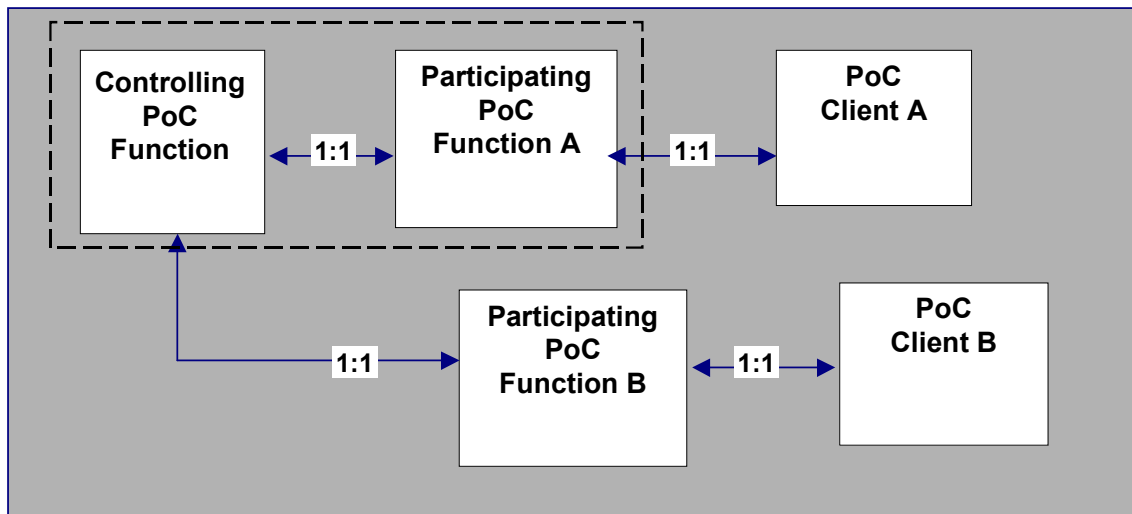 Controlling
PoC
Function
1:1
Participating
PoC
Function A
1:1
PoC
Client A
1:1
Participating
PoC
Function B
1:1
PoC
Client B